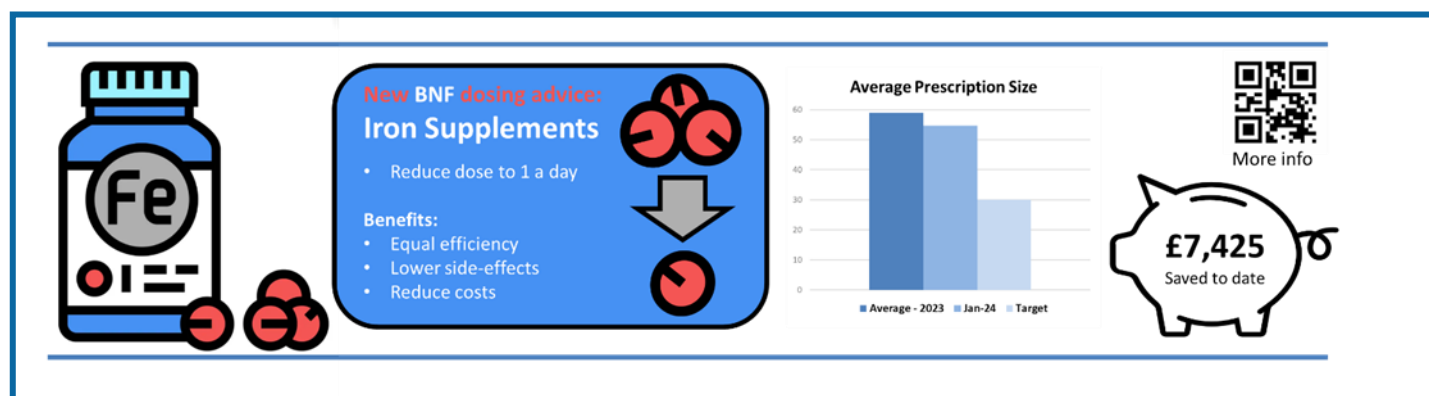 Fe
New BNF dosing advice:
Iron Supplements
• Reduce dose to 1 a day
Benefits:
• Equal efficiency
• Lower side-effects
• Reduce costs
Average Prescription Size
60
50
40
30
20
10
0
Average - 2023 Jan-24 Target
More info
£7,425
Saved to date